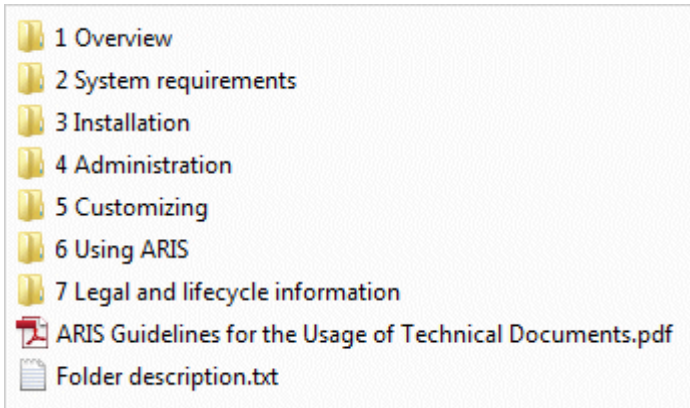 1 Overview
2 System requirements
3 Installation
4 Administration
5 Customizing
6 Using ARIS
7 Legal and lifecycle information
ARIS Guidelines for the Usage of Technical Documents.pdf
Folder description.txt